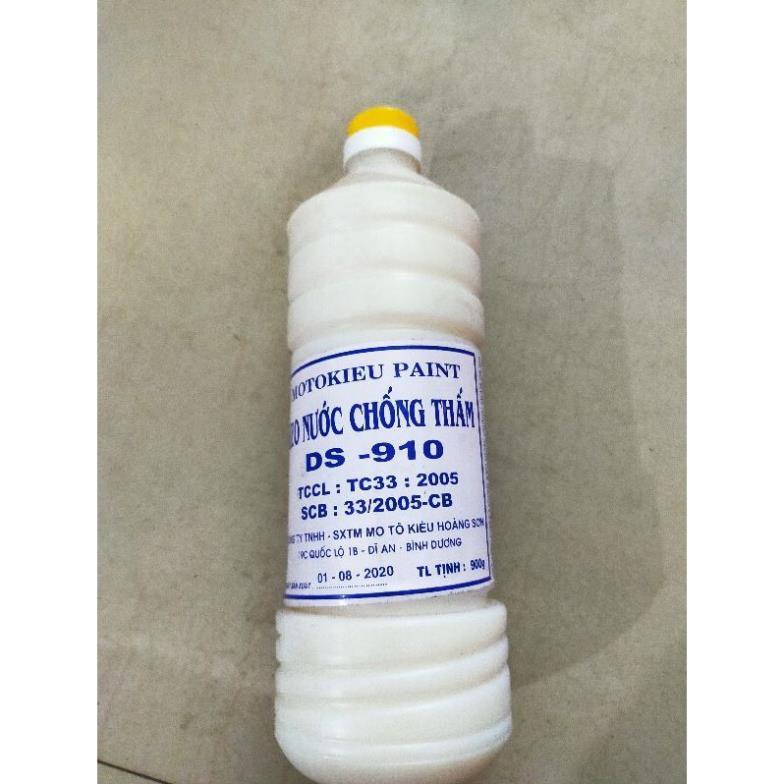 MOTOKIEU PAINT
NƯỚC CHỐNG THẤM
DS -910
TCCL : TC33 : 2005
SCB : 33/2005-CB
TY TNHH - SXTM MO TÔ KIỀU HOÀNG SƠN
QUỐC LỘ 1B - DĨ AN - BÌNH DƯƠNG
01 - 08 - 2020 TL TỊNH : 900g